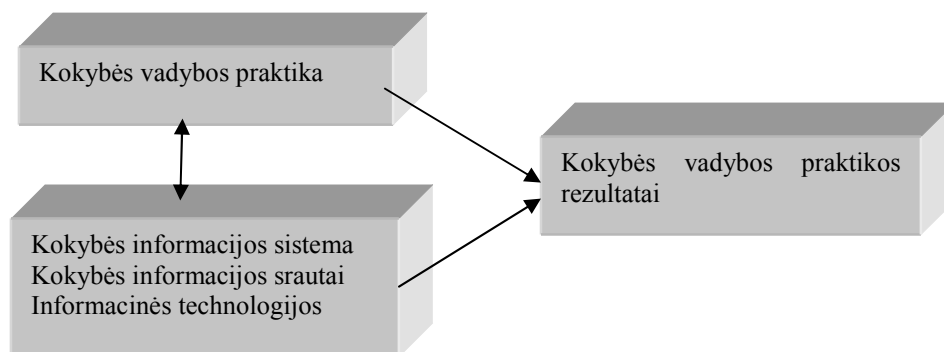 Kokybės vadybos praktika
Kokybės vadybos praktikos
rezultatai
Kokybės informacijos sistema
Kokybės informacijos srautai
Informacinės technologijos